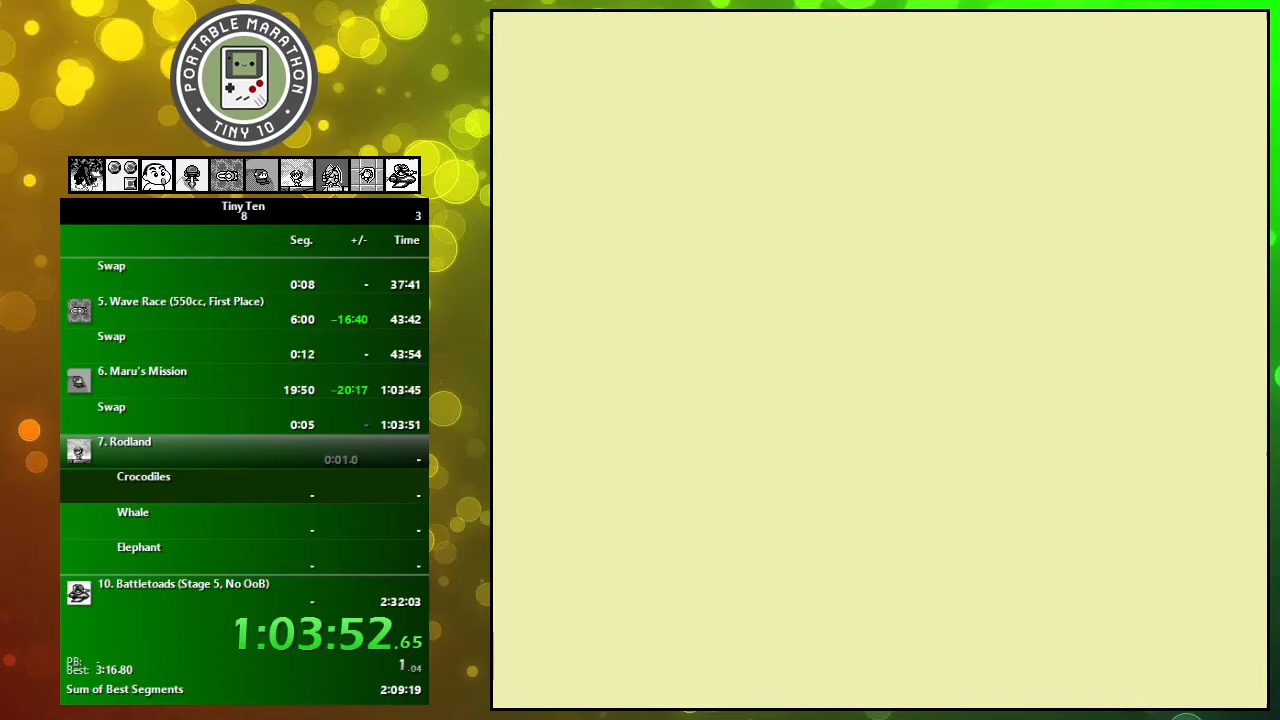 PORTABLE MARATHON
TINY 10
Tiny Ten
8 3
Seg. +/- Time
Swap
0:08 - 37:41
5. Wave Race (550cc, First Place)
6:00 -16:40 43:42
Swap
0:12 - 43:54
6. Maru's Mission
19:50 -20:17 1:03:45
Swap
0:05 - 1:03:51
7. Rodland
0:01.0 -
Crocodiles
- -
Whale
- -
Elephant
- -
10. Battletoads (Stage 5, No OoB)
- 2:32:03
1:03:52.65
PB: -
Best: 3:16.80 1.04
Sum of Best Segments 2:09:19